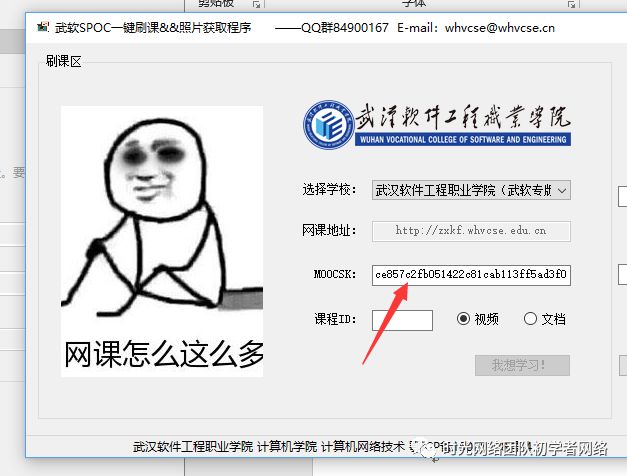 剪贴板
字体
武软SPOC一键刷课&&照片获取程序 ——QQ群84900167 E-mail: whvcse@whvcse.cn
刷课区
武汉软件工程职业学院
WUHAN VOCATIONAL COLLEGE OF SOFTWARE AND ENGINEERING
选择学校： 武汉软件工程职业学院（武软专版
。要
网课地址： http://zxkf.whvcse.edu.cn
MOOCSK： ce857c2fb051422c81cab113ff5ad3f0
课程ID： 视频 文档
网课怎么这么多
我想学习！
武汉软件工程职业学院 计算机学院 计算机网络技术
时光网络团队初学者网络